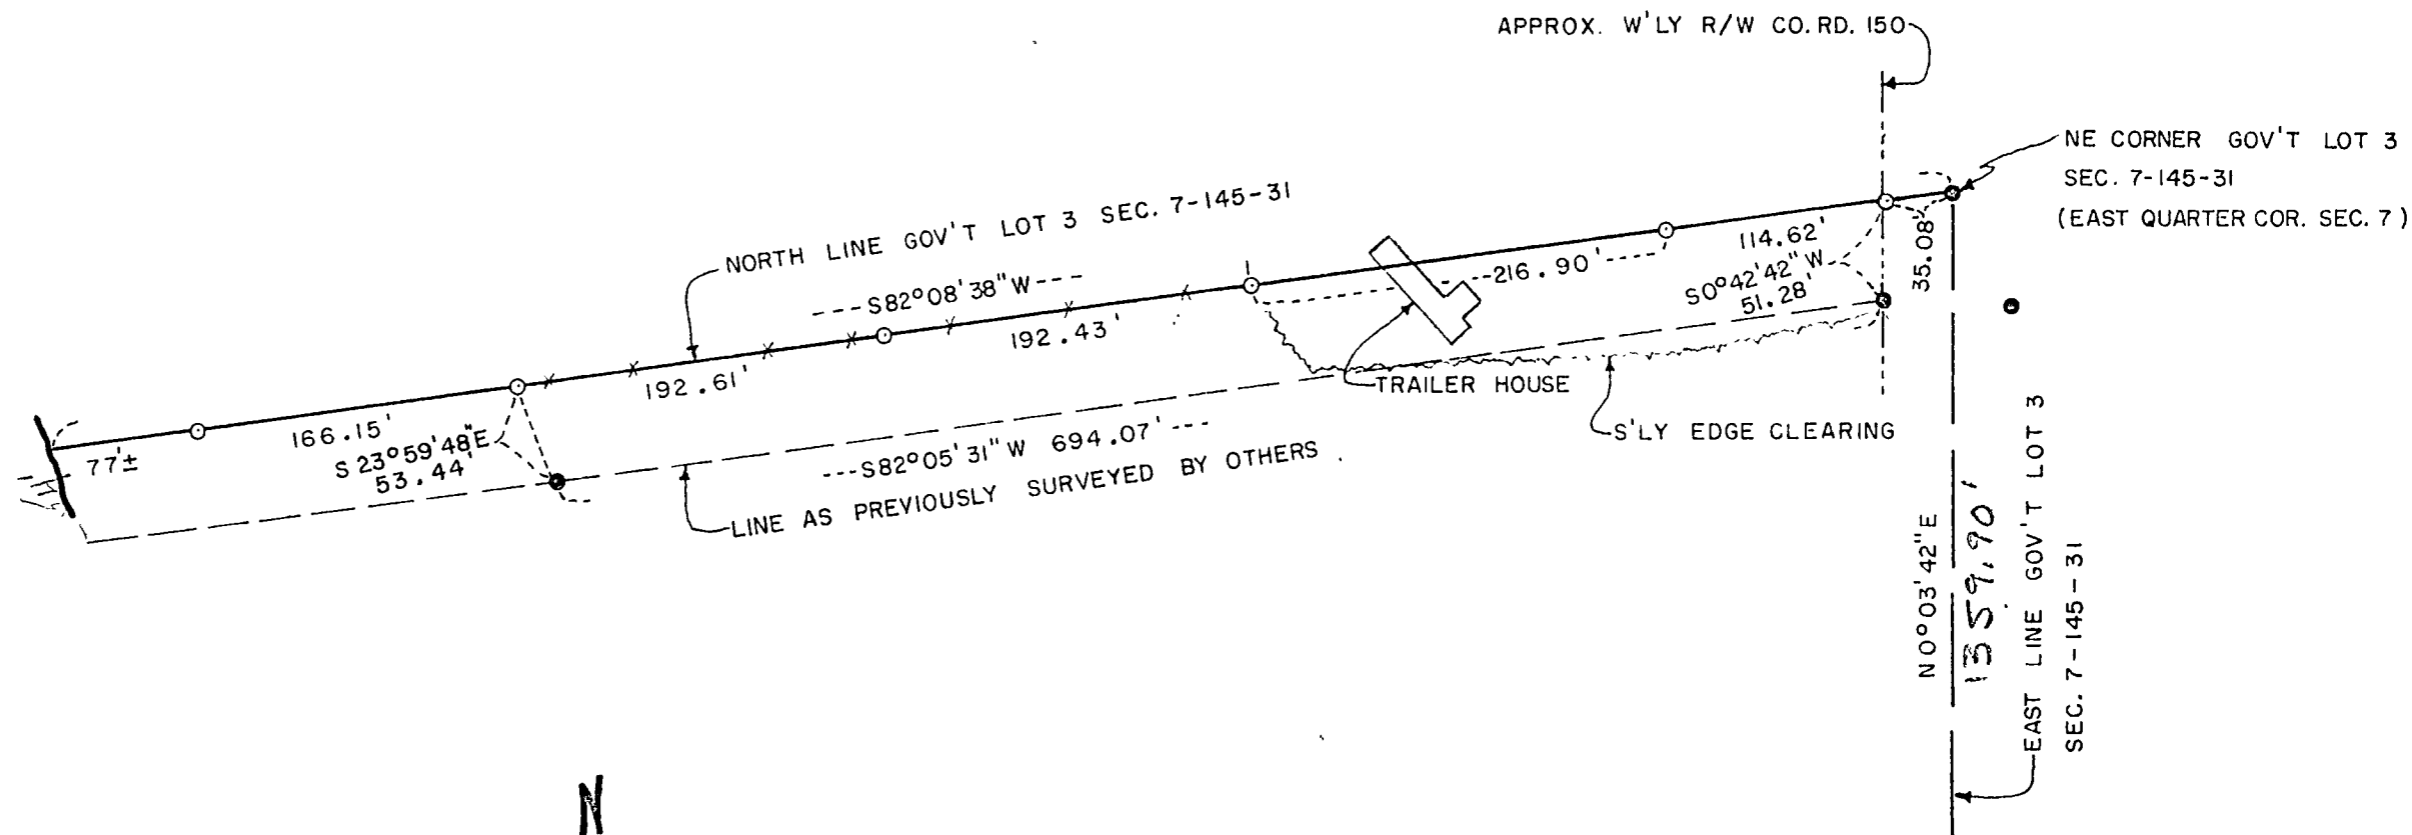 APPROX. W'LY R/W CO. RD. 150
NE CORNER GOV'T LOT 3
SEC. 7-145-31
(EAST QUARTER COR. SEC. 7)
NORTH LINE GOV'T LOT 3 SEC. 7-145-31
S82°08'38"W
114.62'
35.08'
216.90'
S0°42'42"W
51.28'
192.43'
192.61'
TRAILER HOUSE
166.15'
77'±
S 23°59'48"E
53.44'
S82°05'31"W 694.07'
LINE AS PREVIOUSLY SURVEYED BY OTHERS
S'LY EDGE CLEARING
N0°03'42"E
1359.90'
EAST LINE GOV'T LOT 3
SEC. 7-145-31
N